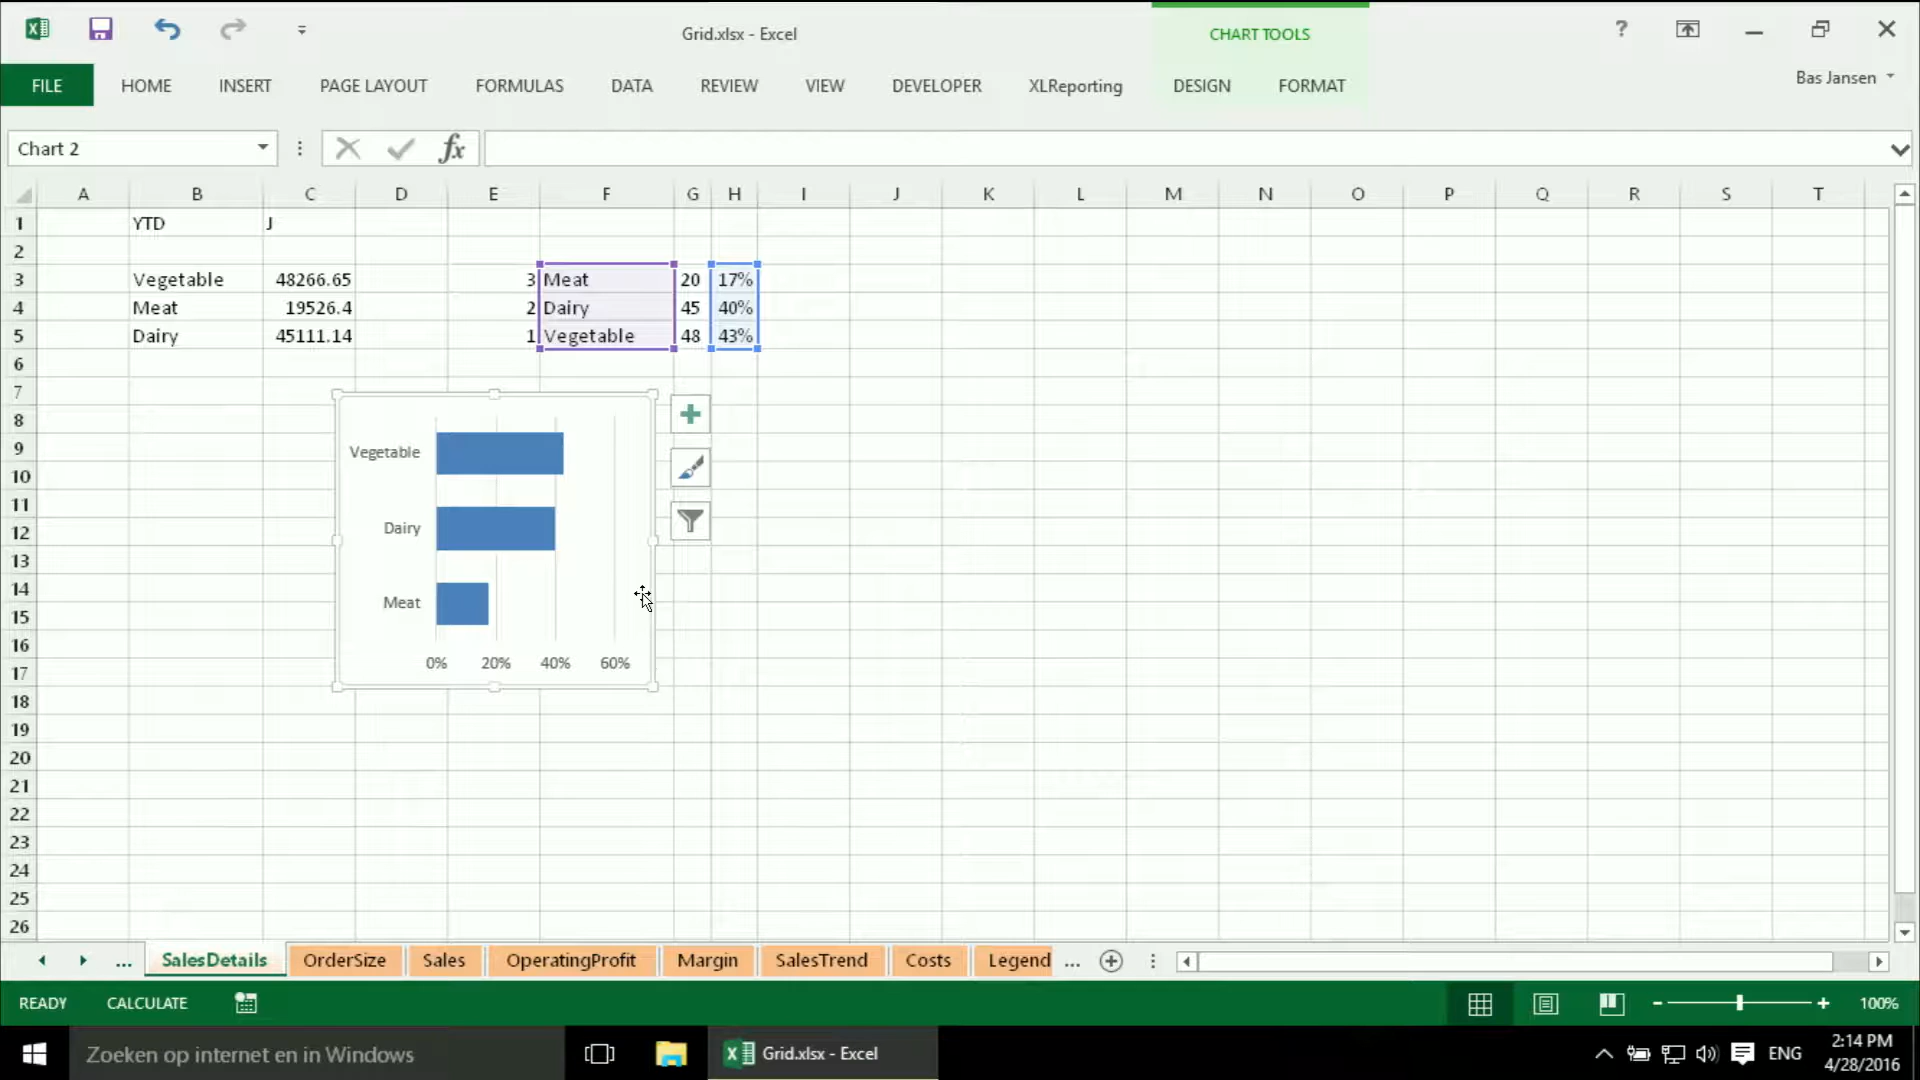 Grid.xlsx - Excel
CHART TOOLS
?
FILE HOME INSERT PAGE LAYOUT FORMULAS DATA REVIEW VIEW DEVELOPER XLReporting DESIGN FORMAT
Bas Jansen
Chart 2
fx
A B C D E F G H I J K L M N O P Q R S T
1 YTD J
2
3 Vegetable 48266.65 3 Meat 20 17%
4 Meat 19526.4 2 Dairy 45 40%
5 Dairy 45111.14 1 Vegetable 48 43%
6
7
8
9
10
11
12
13
14
15
16
17
18
19
20
21
22
23
24
25
26
Vegetable
Dairy
Meat
0% 20% 40% 60%
... SalesDetails OrderSize Sales OperatingProfit Margin SalesTrend Costs Legend ...
READY CALCULATE 100%
Zoeken op internet en in Windows
Grid.xlsx - Excel
ENG
2:14 PM
4/28/2016